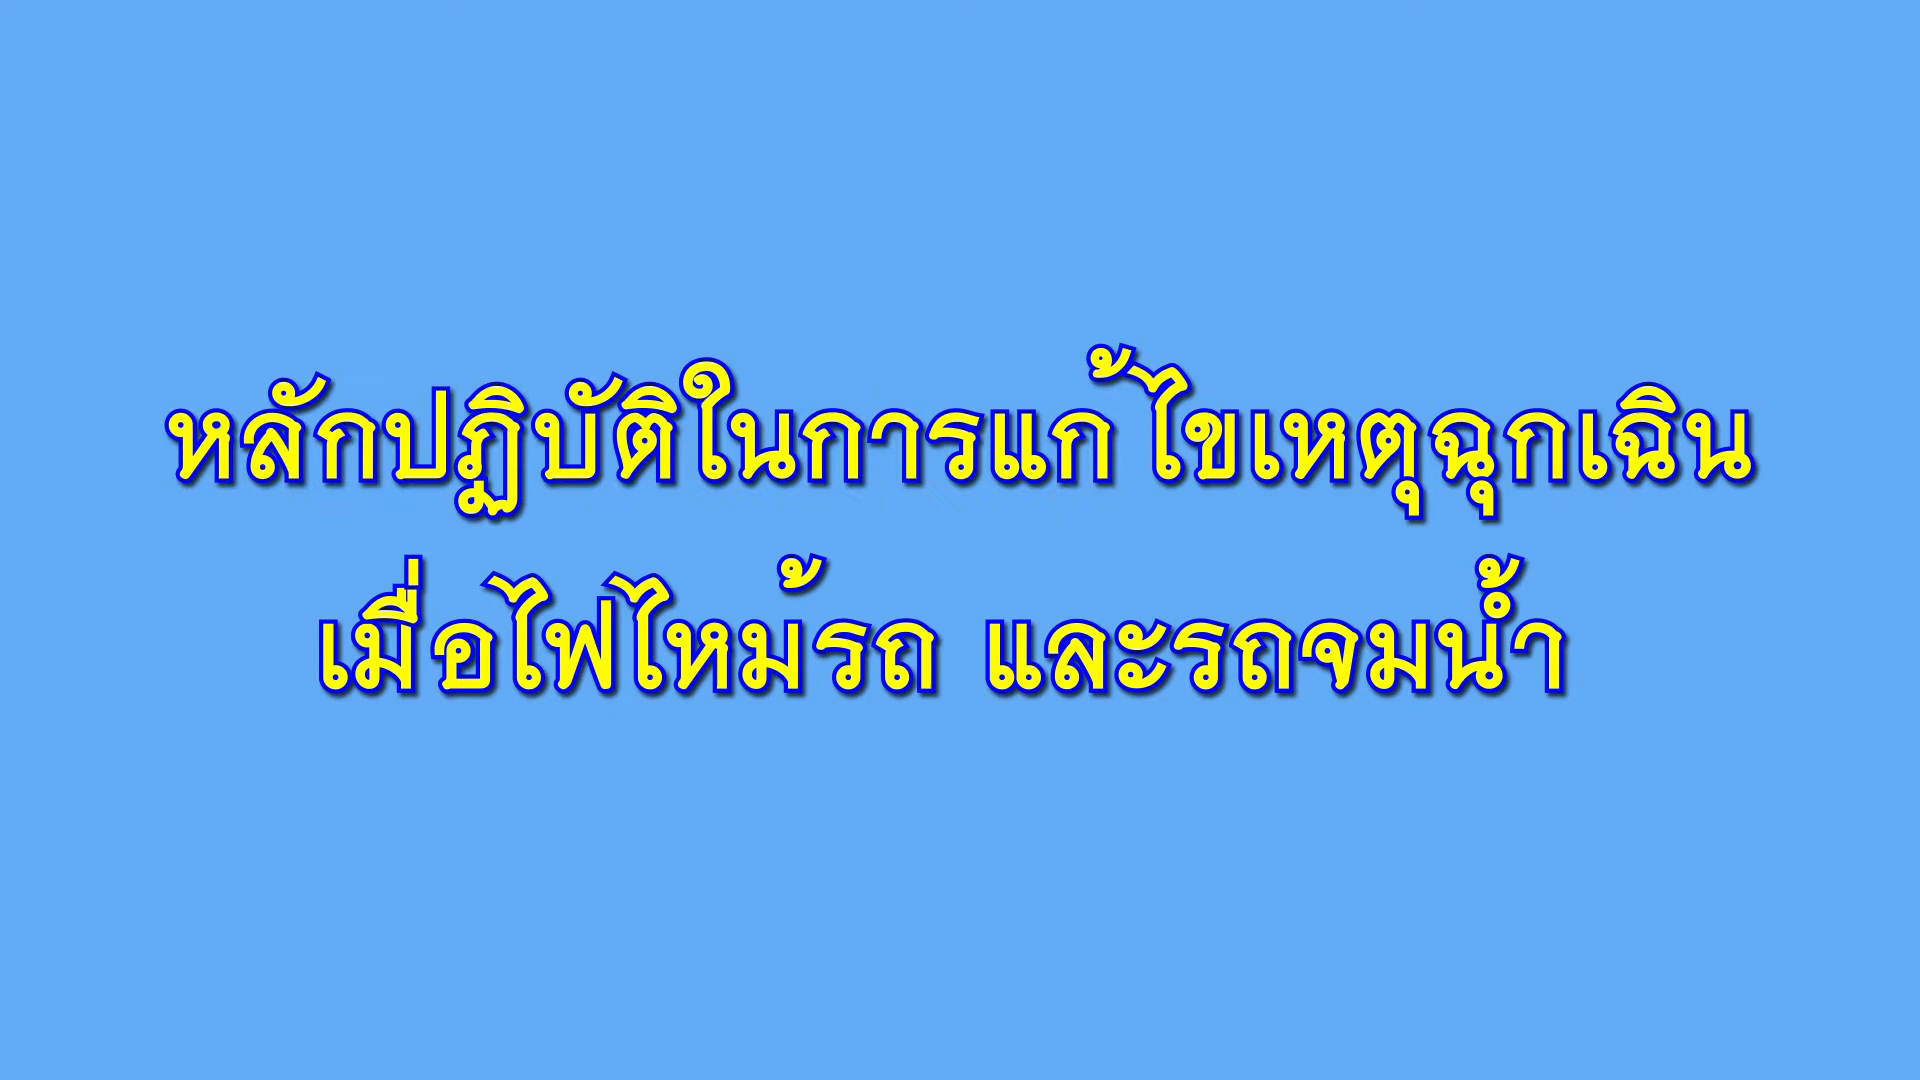 หลักปฏิบัติในการแก้ไขเหตุฉุกเฉิน
เมื่อไฟไหม้รถ และรถจมน้ำ